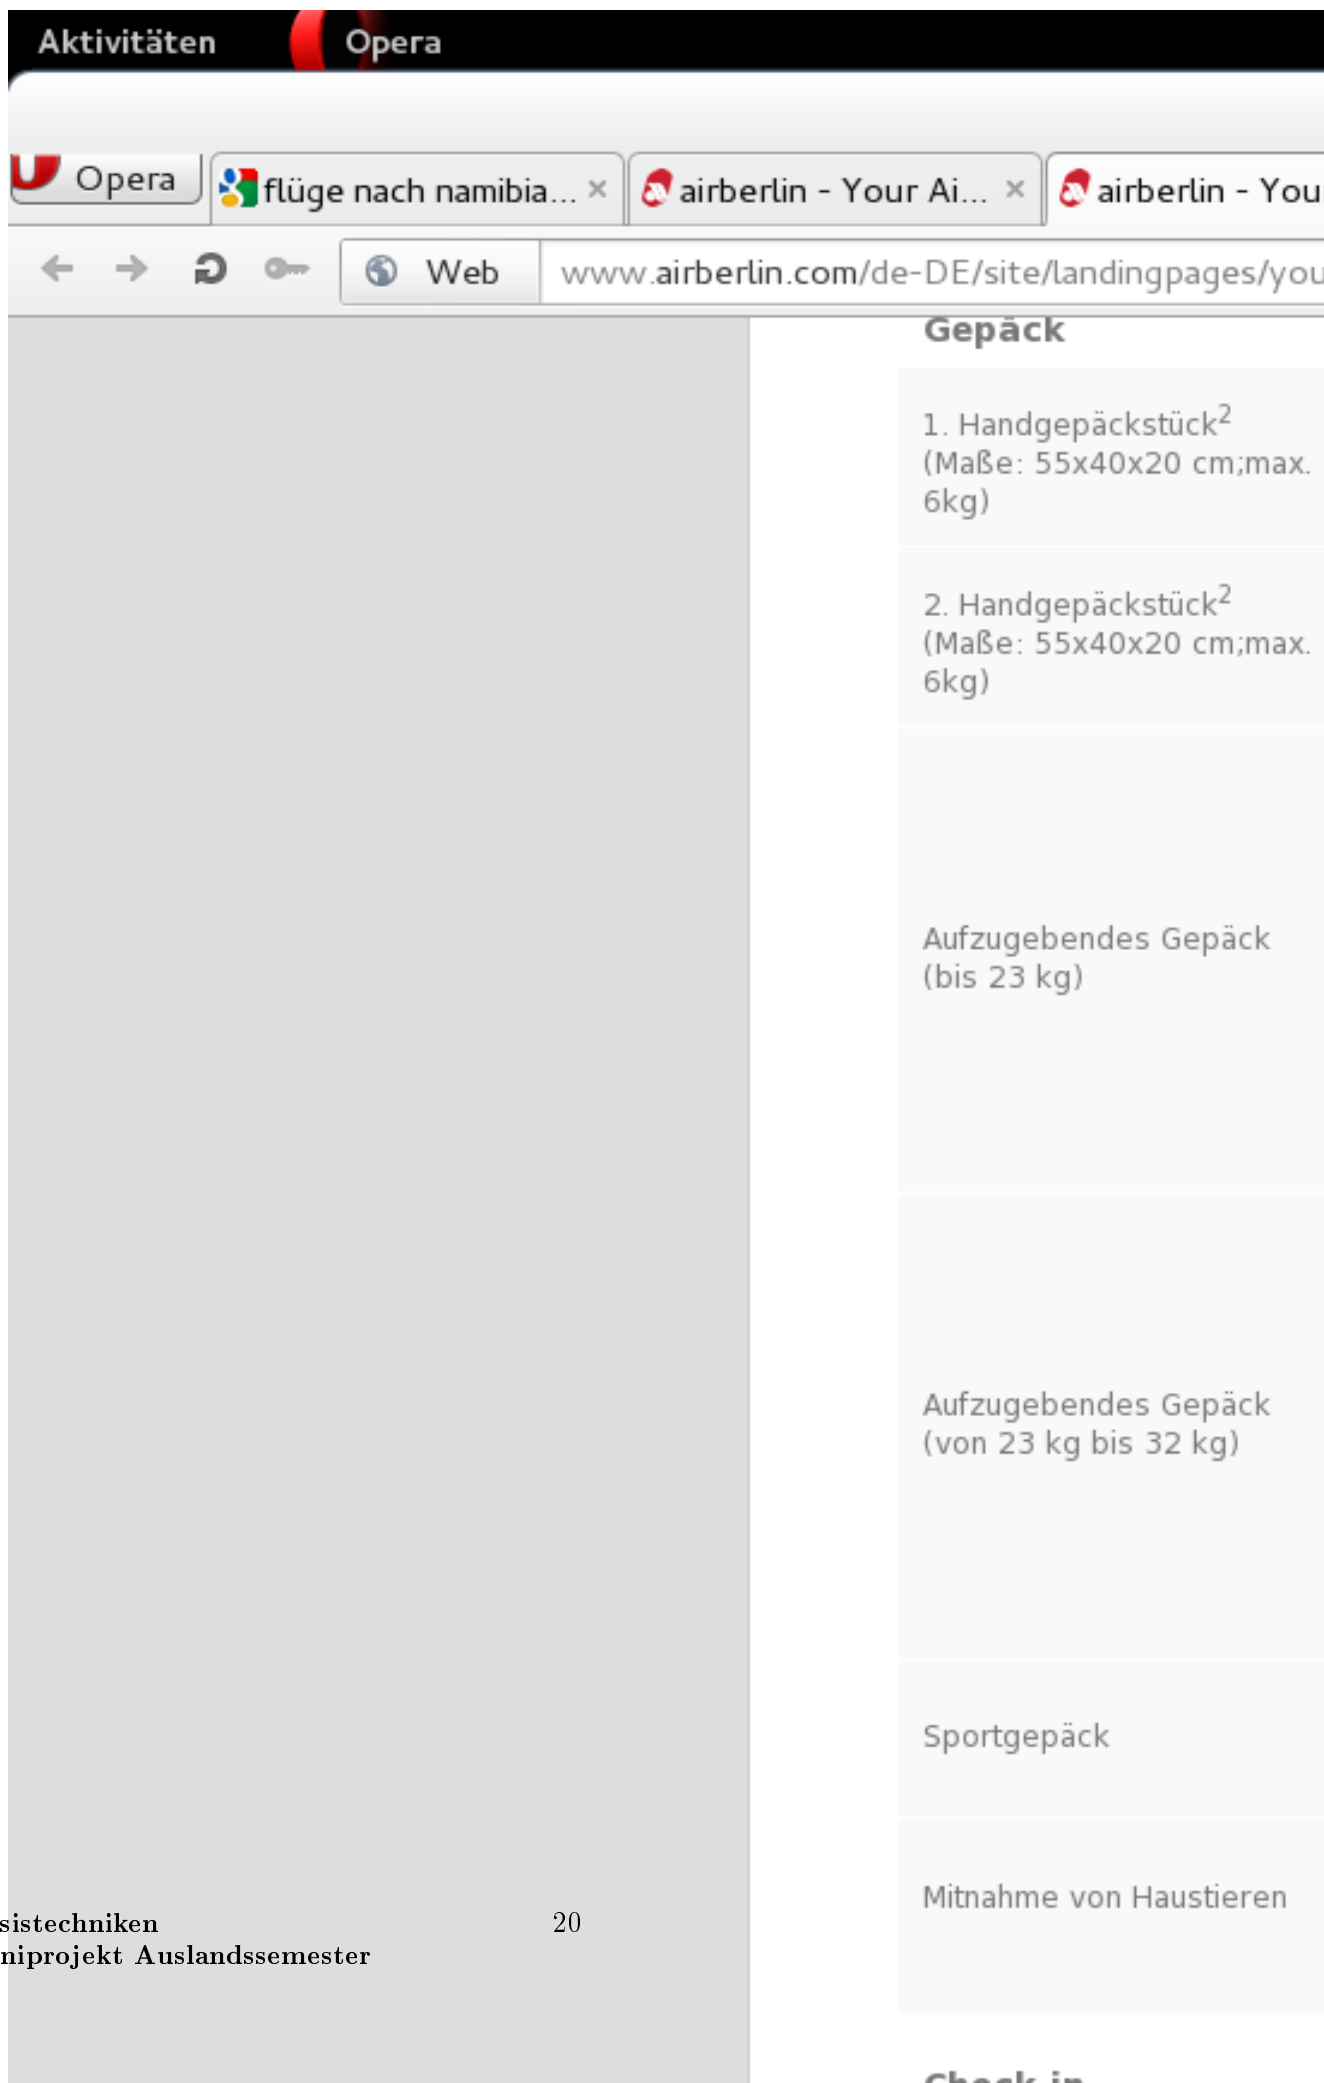 Aktivitäten Opera
Opera flüge nach namibia... × airberlin - Your Ai... × airberlin - You
Web www.airberlin.com/de-DE/site/landingpages/you
Gepäck
1. Handgepäckstück²
(Maße: 55x40x20 cm;max.
6kg)
2. Handgepäckstück²
(Maße: 55x40x20 cm;max.
6kg)
Aufzugebendes Gepäck
(bis 23 kg)
Aufzugebendes Gepäck
(von 23 kg bis 32 kg)
Sportgepäck
Mitnahme von Haustieren
sistechniken 20
niprojekt Auslandssemester